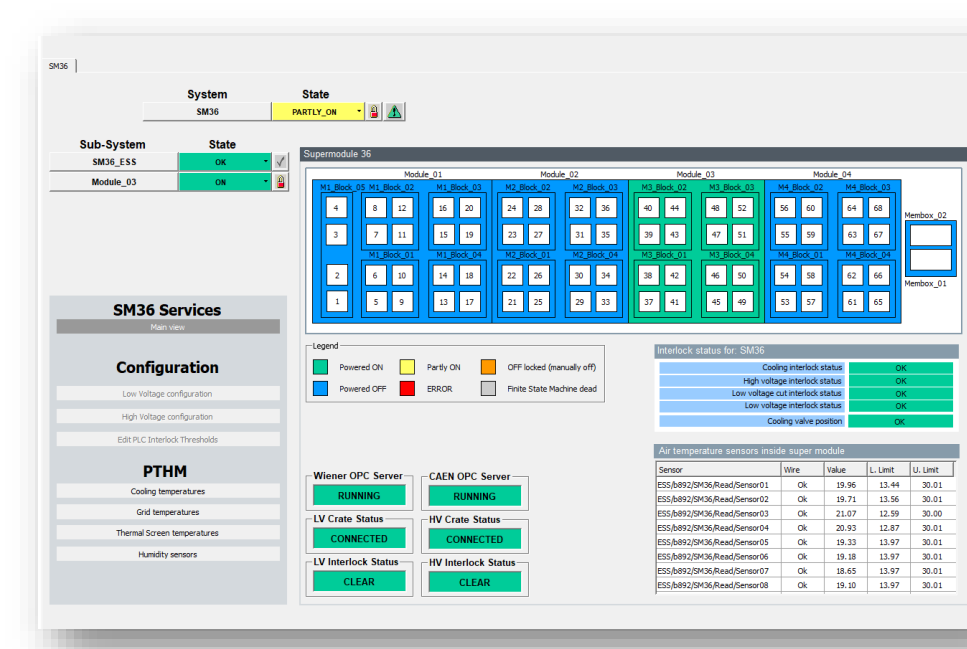 SM36
System State
SM36 PARTLY_ON
Sub-System State
SM36_ESS OK
Module_03 ON
Supermodule 36
Module_01 Module_02 Module_03 Module_04
M1_Block_05 M1_Block_02 M1_Block_03 M2_Block_02 M2_Block_03 M3_Block_02 M3_Block_03 M4_Block_02 M4_Block_03
4 8 12 16 20 24 28 32 36 40 44 48 52 56 60 64 68
Membox_02
3 7 11 15 19 23 27 31 35 39 43 47 51 55 59 63 67
M1_Block_01 M1_Block_04 M2_Block_01 M2_Block_04 M3_Block_01 M3_Block_04 M4_Block_01 M4_Block_04
2 6 10 14 18 22 26 30 34 38 42 46 50 54 58 62 66
Membox_01
1 5 9 13 17 21 25 29 33 37 41 45 49 53 57 61 65
SM36 Services
Main view
Configuration
Low Voltage configuration
High Voltage configuration
Edit PLC Interlock Thresholds
PTHM
Cooling temperatures
Grid temperatures
Thermal Screen temperatures
Humidity sensors
Legend
Powered ON Partly ON OFF locked (manually off)
Powered OFF ERROR Finite State Machine dead
Interlock status for: SM36
Cooling interlock status OK
High voltage interlock status OK
Low voltage cut interlock status OK
Low voltage interlock status OK
Cooling valve position OK
Wiener OPC Server CAEN OPC Server
RUNNING RUNNING
LV Crate Status HV Crate Status
CONNECTED CONNECTED
LV Interlock Status HV Interlock Status
CLEAR CLEAR
Air temperature sensors inside super module
Sensor Wire Value L. Limit U. Limit
ESS/b892/SM36/Read/Sensor01 Ok 19.96 13.44 30.01
ESS/b892/SM36/Read/Sensor02 Ok 19.71 13.56 30.01
ESS/b892/SM36/Read/Sensor03 Ok 21.07 12.59 30.00
ESS/b892/SM36/Read/Sensor04 Ok 20.93 12.87 30.01
ESS/b892/SM36/Read/Sensor05 Ok 19.33 13.97 30.01
ESS/b892/SM36/Read/Sensor06 Ok 19.18 13.97 30.01
ESS/b892/SM36/Read/Sensor07 Ok 18.65 13.97 30.01
ESS/b892/SM36/Read/Sensor08 Ok 19.10 13.97 30.01